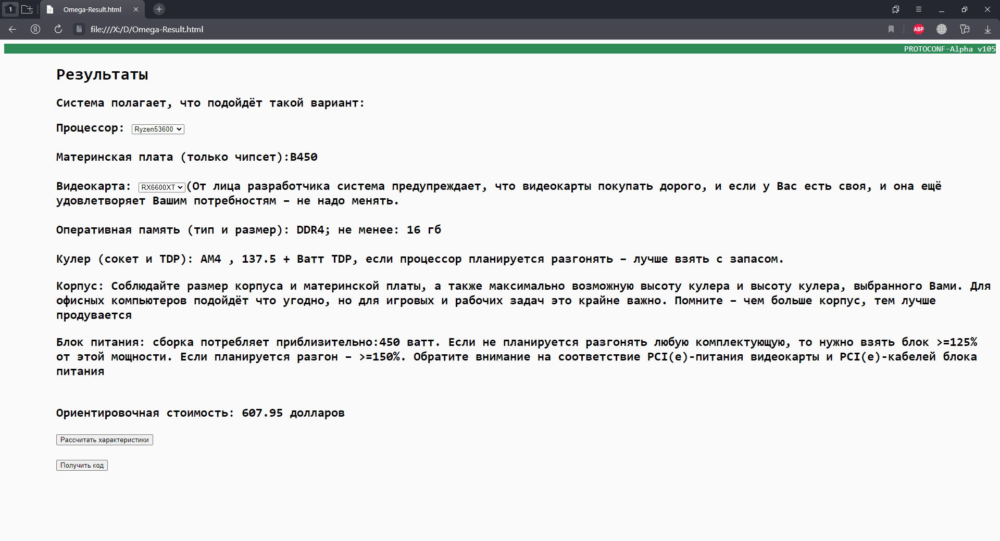 1
Omega-Result.html
file:///X:/D/Omega-Result.html
ABP
PROTOCONF-Alpha v105
Результаты
Система полагает, что подойдёт такой вариант:
Процессор: Ryzen53600
Материнская плата (только чипсет):B450
Видеокарта: RX6600XT(От лица разработчика система предупреждает, что видеокарты покупать дорого, и если у Вас есть своя, и она ещё
удовлетворяет Вашим потребностям – не надо менять.
Оперативная память (тип и размер): DDR4; не менее: 16 гб
Кулер (сокет и TDP): AM4 , 137.5 + Ватт TDP, если процессор планируется разгонять – лучше взять с запасом.
Корпус: Соблюдайте размер корпуса и материнской платы, а также максимально возможную высоту кулера и высоту кулера, выбранного Вами. Для
офисных компьютеров подойдёт что угодно, но для игровых и рабочих задач это крайне важно. Помните – чем больше корпус, тем лучше
продувается
Блок питания: сборка потребляет приблизительно:450 ватт. Если не планируется разгонять любую комплектующую, то нужно взять блок >=125%
от этой мощности. Если планируется разгон – >=150%. Обратите внимание на соответствие PCI(e)-питания видеокарты и PCI(e)-кабелей блока
питания
Ориентировочная стоимость: 607.95 долларов
Рассчитать характеристики
Получить код